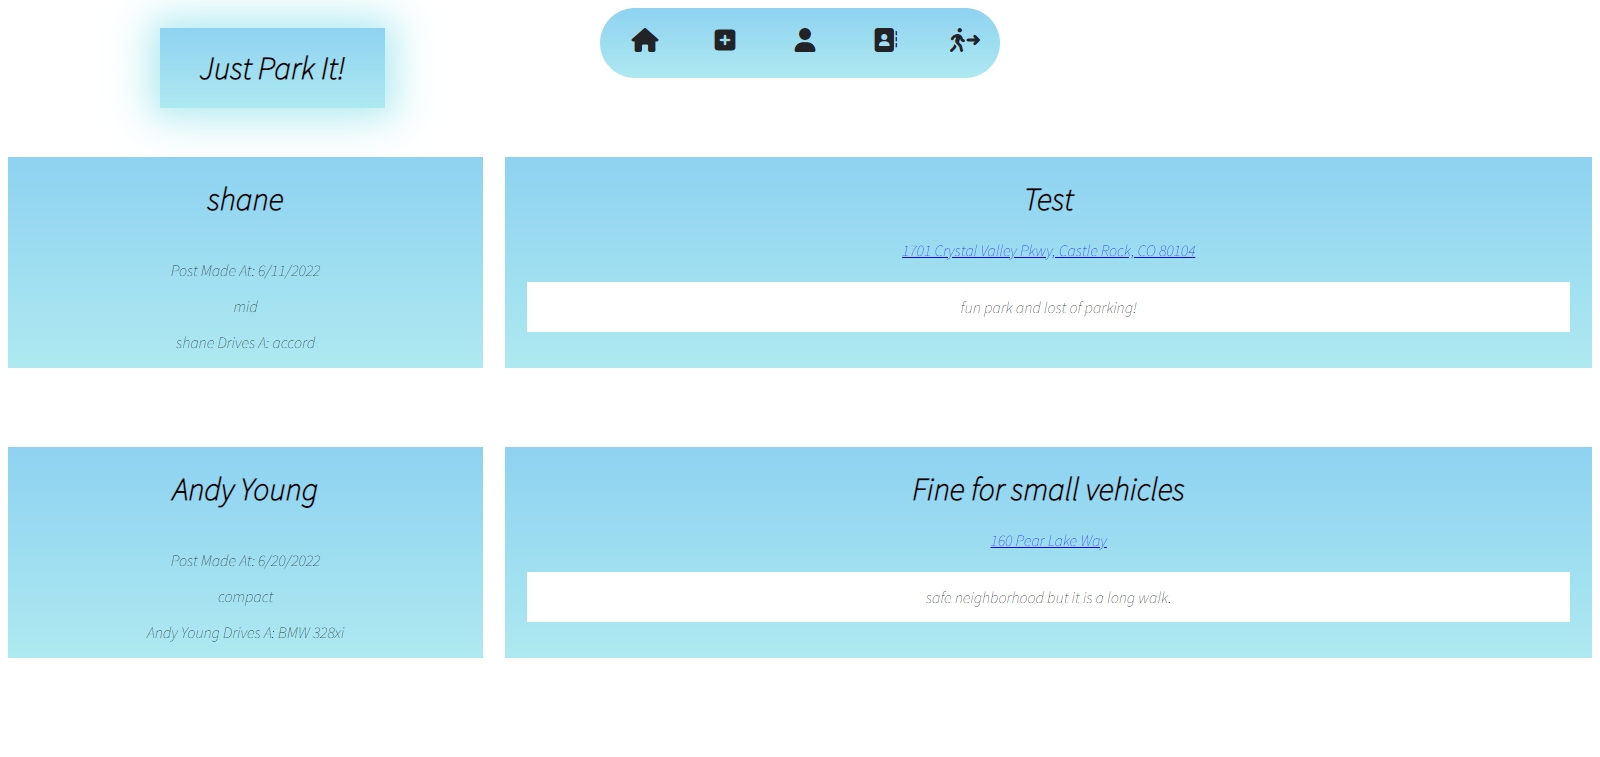 Just Park It!
shane
Post Made At: 6/11/2022
mid
shane Drives A: accord
Test
1701 Crystal Valley Pkwy, Castle Rock, CO 80104
fun park and lost of parking!
Andy Young
Post Made At: 6/20/2022
compact
Andy Young Drives A: BMW 328xi
Fine for small vehicles
160 Pear Lake Way
safe neighborhood but it is a long walk.